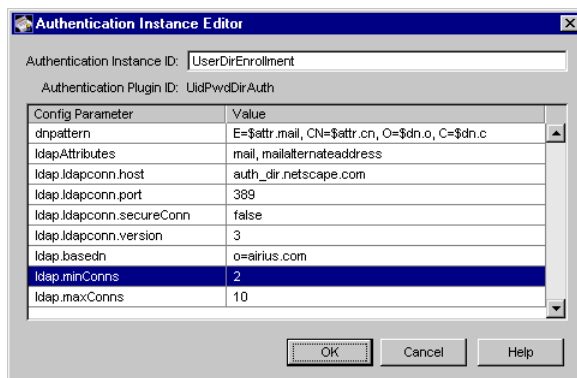 Authentication Instance Editor
Authentication Instance ID: UserDirEnrollment
Authentication Plugin ID: UidPwdDirAuth
Config Parameter Value
dnpattern E=$attr.mail, CN=$attr.cn, O=$dn.o, C=$dn.c
ldapAttributes mail, mailalternateaddress
ldap.ldapconn.host auth_dir.netscape.com
ldap.ldapconn.port 389
ldap.ldapconn.secureConn false
ldap.ldapconn.version 3
ldap.basedn o=airius.com
ldap.minConns 2
ldap.maxConns 10
OK Cancel Help